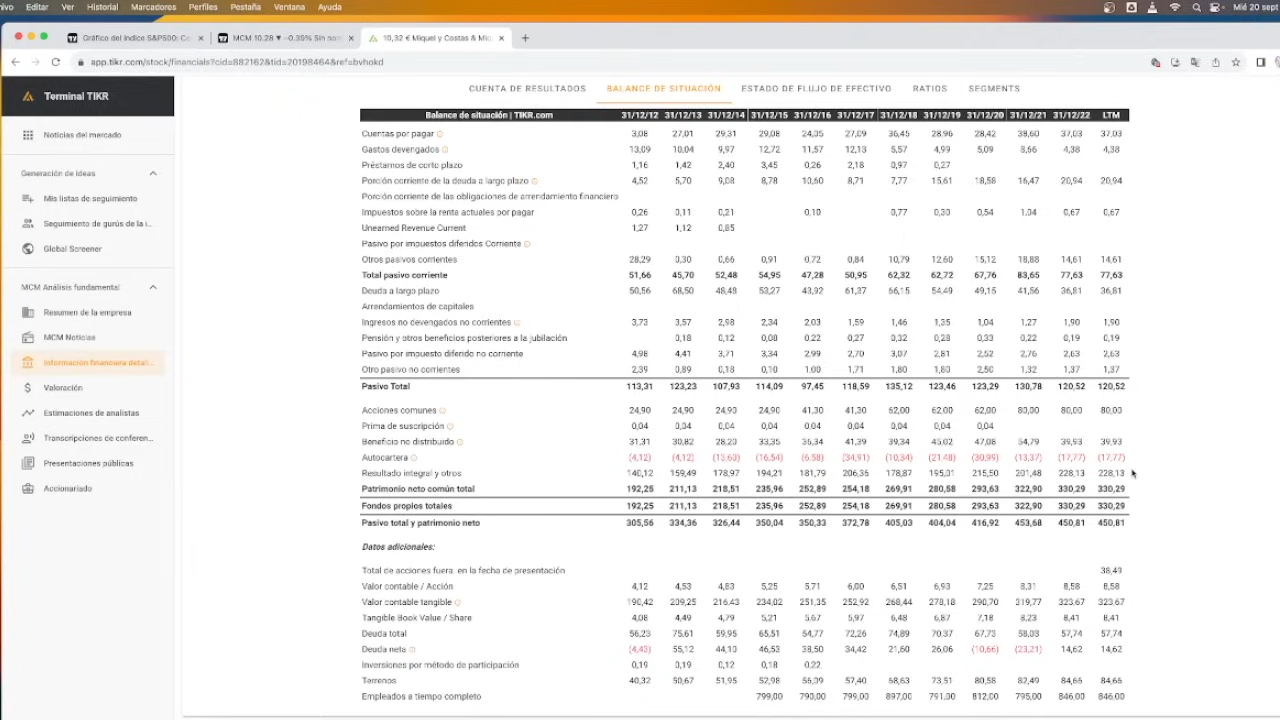 Editar Ver Historial Marcadores Perfiles Pestaña Ventana Ayuda Mié 20 sept
Gráfico del índice S&P500: Co MCM 10.28 ▼ −0.39% Sin nom 10,32 € Miquel y Costas & Miq
app.tikr.com/stock/financials?cid=882162&tid=20198464&ref=bvhokd
Terminal TIKR
Noticias del mercado
Generación de ideas
Mis listas de seguimiento
Seguimiento de gurús de la i...
Global Screener
MCM Análisis fundamental
Resumen de la empresa
MCM Noticias
Información financiera detal...
Valoración
Estimaciones de analistas
Transcripciones de conferen...
Presentaciones públicas
Accionariado
CUENTA DE RESULTADOS BALANCE DE SITUACIÓN ESTADO DE FLUJO DE EFECTIVO RATIOS SEGMENTS
Balance de situación | TIKR.com 31/12/12 31/12/13 31/12/14 31/12/15 31/12/16 31/12/17 31/12/18 31/12/19 31/12/20 31/12/21 31/12/22 LTM
Cuentas por pagar 3,08 27,01 29,31 29,08 24,05 27,09 36,45 28,96 28,42 38,60 37,03 37,03
Gastos devengados 13,09 10,04 9,97 12,72 11,57 12,13 5,57 4,99 5,09 8,66 4,38 4,38
Préstamos de corto plazo 1,16 1,42 2,40 3,45 0,26 2,18 0,97 0,27
Porción corriente de la deuda a largo plazo 4,52 5,70 9,08 8,78 10,60 8,71 7,77 15,61 18,58 16,47 20,94 20,94
Porción corriente de las obligaciones de arrendamiento financiero
Impuestos sobre la renta actuales por pagar 0,26 0,11 0,21 0,10 0,77 0,30 0,54 1,04 0,67 0,67
Unearned Revenue Current 1,27 1,12 0,85
Pasivo por impuestos diferidos Corriente
Otros pasivos corrientes 28,29 0,30 0,66 0,91 0,72 0,84 10,79 12,60 15,12 18,88 14,61 14,61
Total pasivo corriente 51,66 45,70 52,48 54,95 47,28 50,95 62,32 62,72 67,76 83,65 77,63 77,63
Deuda a largo plazo 50,56 68,50 48,48 53,27 43,92 61,37 66,15 54,49 49,15 41,56 36,81 36,81
Arrendamientos de capitales
Ingresos no devengados no corrientes 3,73 3,57 2,98 2,34 2,03 1,59 1,46 1,35 1,04 1,27 1,90 1,90
Pensión y otros beneficios posteriores a la jubilación 0,18 0,12 0,08 0,22 0,27 0,32 0,28 0,33 0,22 0,19 0,19
Pasivo por impuesto diferido no corriente 4,98 4,41 3,71 3,34 2,99 2,70 3,07 2,81 2,52 2,76 2,63 2,63
Otro pasivo no corrientes 2,39 0,89 0,18 0,10 1,00 1,71 1,80 1,80 2,50 1,32 1,37 1,37
Pasivo Total 113,31 123,23 107,93 114,09 97,45 118,59 135,12 123,46 123,29 130,78 120,52 120,52
Acciones comunes 24,90 24,90 24,90 24,90 41,30 41,30 62,00 62,00 62,00 80,00 80,00 80,00
Prima de suscripción 0,04 0,04 0,04 0,04 0,04 0,04 0,04 0,04 0,04
Beneficio no distribuido 31,31 30,82 28,20 33,35 36,34 41,39 39,34 45,02 47,08 54,79 39,93 39,93
Autocartera (4,12) (4,12) (13,60) (16,54) (6,58) (34,91) (10,34) (21,48) (30,99) (13,37) (17,77) (17,77)
Resultado integral y otros 140,12 159,49 178,97 194,21 181,79 206,36 178,87 195,01 215,50 201,48 228,13 228,13
Patrimonio neto común total 192,25 211,13 218,51 235,96 252,89 254,18 269,91 280,58 293,63 322,90 330,29 330,29
Fondos propios totales 192,25 211,13 218,51 235,96 252,89 254,18 269,91 280,58 293,63 322,90 330,29 330,29
Pasivo total y patrimonio neto 305,56 334,36 326,44 350,04 350,33 372,78 405,03 404,04 416,92 453,68 450,81 450,81
Datos adicionales:
Total de acciones fuera. en la fecha de presentación 38,49
Valor contable / Acción 4,12 4,53 4,83 5,25 5,71 6,00 6,51 6,93 7,25 8,31 8,58 8,58
Valor contable tangible 190,42 209,25 216,43 234,02 251,35 252,92 268,44 278,18 290,70 319,77 323,67 323,67
Tangible Book Value / Share 4,08 4,49 4,79 5,21 5,67 5,97 6,48 6,87 7,18 8,23 8,41 8,41
Deuda total 56,23 75,61 59,95 65,51 54,77 72,26 74,89 70,37 67,73 58,03 57,74 57,74
Deuda neta (4,43) 55,12 44,10 46,53 38,50 34,42 21,60 26,06 (10,66) (23,21) 14,62 14,62
Inversiones por método de participación 0,19 0,19 0,12 0,18 0,22
Terrenos 40,32 50,67 51,95 52,98 56,09 57,40 68,63 73,51 80,58 82,49 84,66 84,66
Empleados a tiempo completo 799,00 790,00 799,00 897,00 791,00 812,00 795,00 846,00 846,00